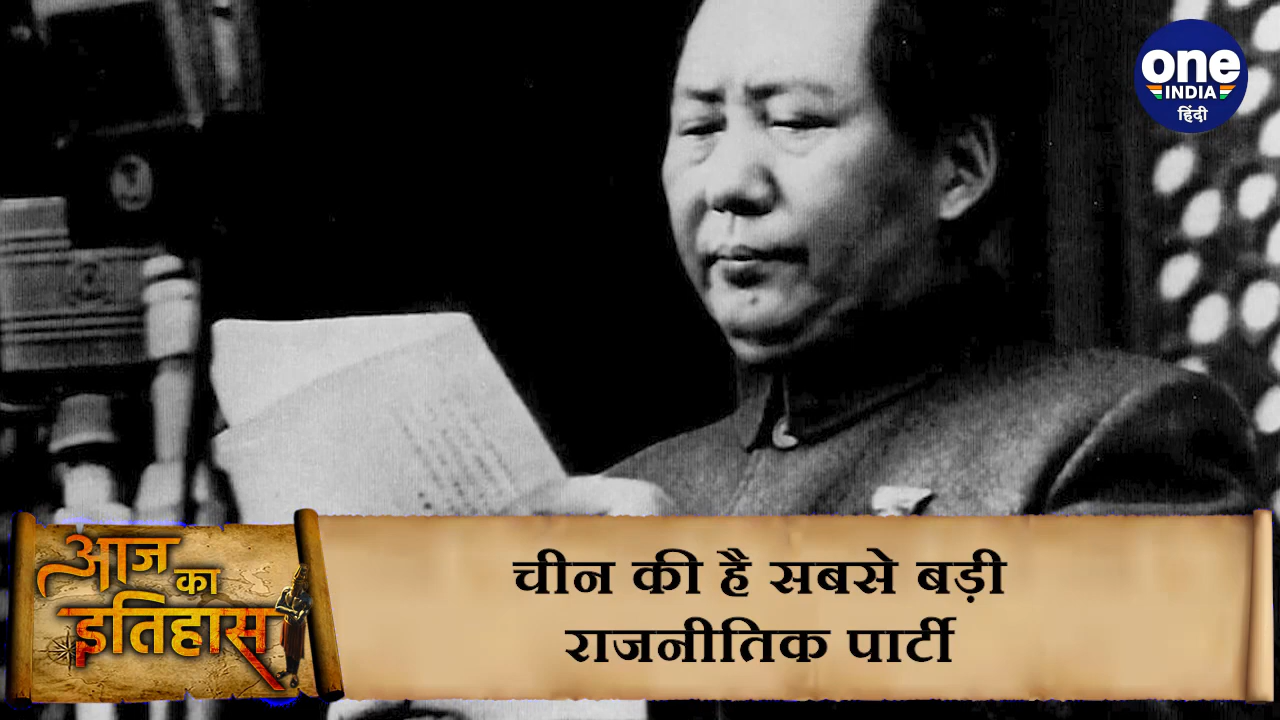 one
INDIA
हिंदी
आज
का
इतिहास
चीन की है सबसे बड़ी
राजनीतिक पार्टी